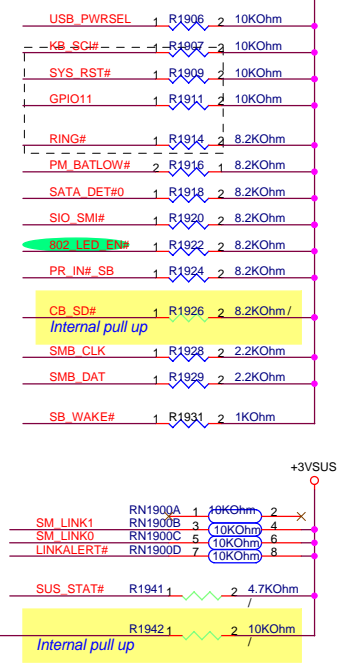 USB_PWRSEL 1 R1906 2 10KOhm
KB_SCI# 1 R1907 2 10KOhm
SYS_RST# 1 R1909 2 10KOhm
GPIO11 1 R1911 2 10KOhm
RING# 1 R1914 2 8.2KOhm
PM_BATLOW# 2 R1916 1 8.2KOhm
SATA_DET#0 1 R1918 2 8.2KOhm
SIO_SMI# 1 R1920 2 8.2KOhm
802_LED_EN# 1 R1922 2 8.2KOhm
PR_IN#_SB 1 R1924 2 8.2KOhm
CB_SD# 1 R1926 2 8.2KOhm /
Internal pull up
SMB_CLK 1 R1928 2 2.2KOhm
SMB_DAT 1 R1929 2 2.2KOhm
SB_WAKE# 1 R1931 2 1KOhm
+3VSUS
RN1900A 1 10KOhm 2
SM_LINK1 RN1900B 3 10KOhm 4
SM_LINK0 RN1900C 5 10KOhm 6
LINKALERT# RN1900D 7 10KOhm 8
SUS_STAT# R1941 1 2 4.7KOhm
/
R1942 1 2 10KOhm
Internal pull up /